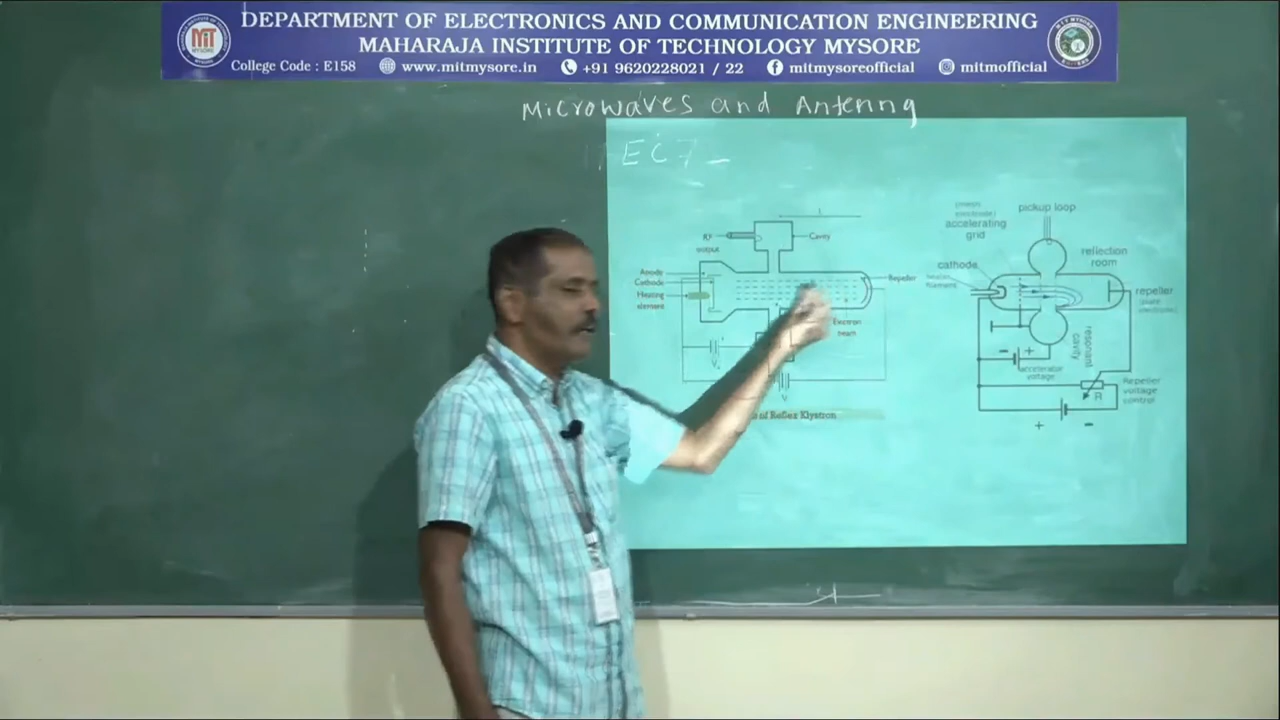 DEPARTMENT OF ELECTRONICS AND COMMUNICATION ENGINEERING
MAHARAJA INSTITUTE OF TECHNOLOGY MYSORE
College Code : E158 www.mitmysore.in +91 9620228021 / 22 mitmysoreofficial mitmofficial
MIT
MYSORE
Microwaves and Antenna
EC7
RF
output
Cavity
Anode
Cathode
Heating
element
Repeller
Electron
beam
of Reflex Klystron
accelerating
grid
pickup loop
reflection
room
cathode
repeller
resonant
cavity
- +
accelerator
voltage
R
Repeller
voltage
control
+ -